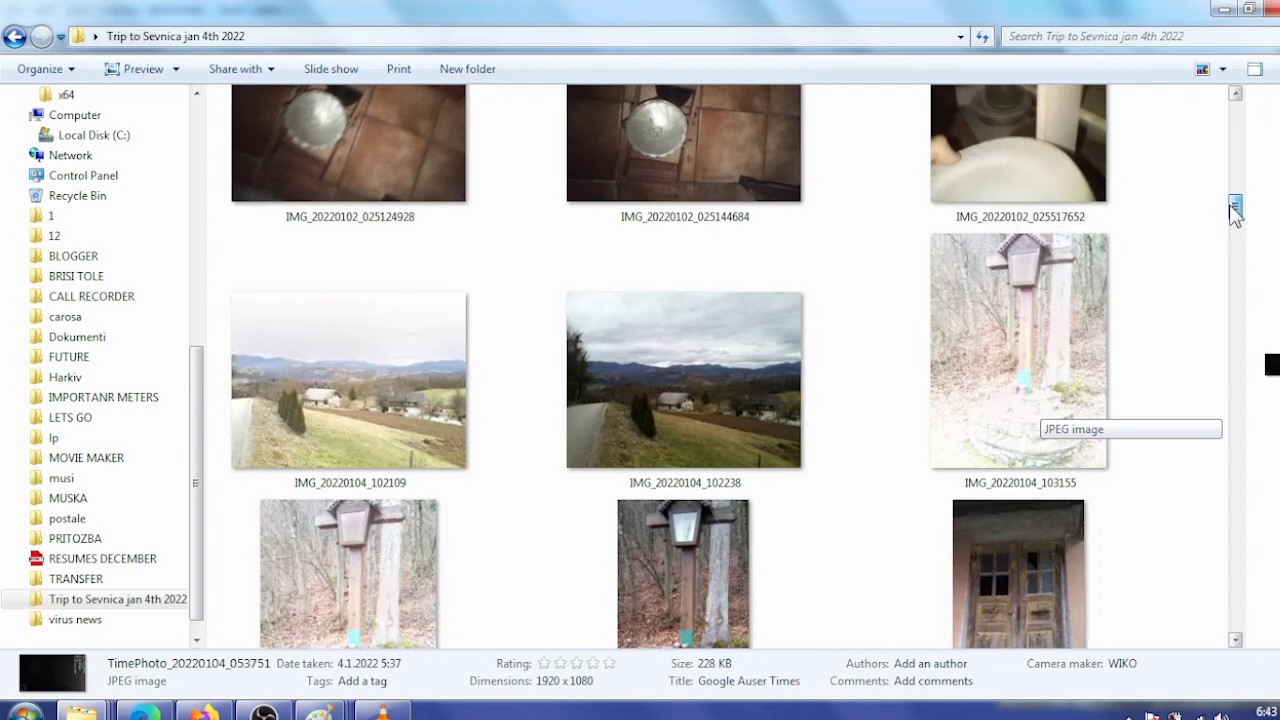 Trip to Sevnica jan 4th 2022
Search Trip to Sevnica jan 4th 2022
Organize Preview Share with Slide show Print New folder
x64
Computer
Local Disk (C:)
Network
Control Panel
Recycle Bin
1
12
BLOGGER
BRISI TOLE
CALL RECORDER
carosa
Dokumenti
FUTURE
Harkiv
IMPORTANR METERS
LETS GO
lp
MOVIE MAKER
musi
MUSKA
postale
PRITOZBA
RESUMES DECEMBER
TRANSFER
Trip to Sevnica jan 4th 2022
virus news
IMG_20220102_025124928 IMG_20220102_025144684 IMG_20220102_025517652
IMG_20220104_102109 IMG_20220104_102238 IMG_20220104_103155
JPEG image
TimePhoto_20220104_053751 Date taken: 4.1.2022 5:37 Rating: Size: 228 KB Authors: Add an author Camera maker: WIKO
JPEG image Tags: Add a tag Dimensions: 1920 x 1080 Title: Google Auser Times Comments: Add comments
6:43